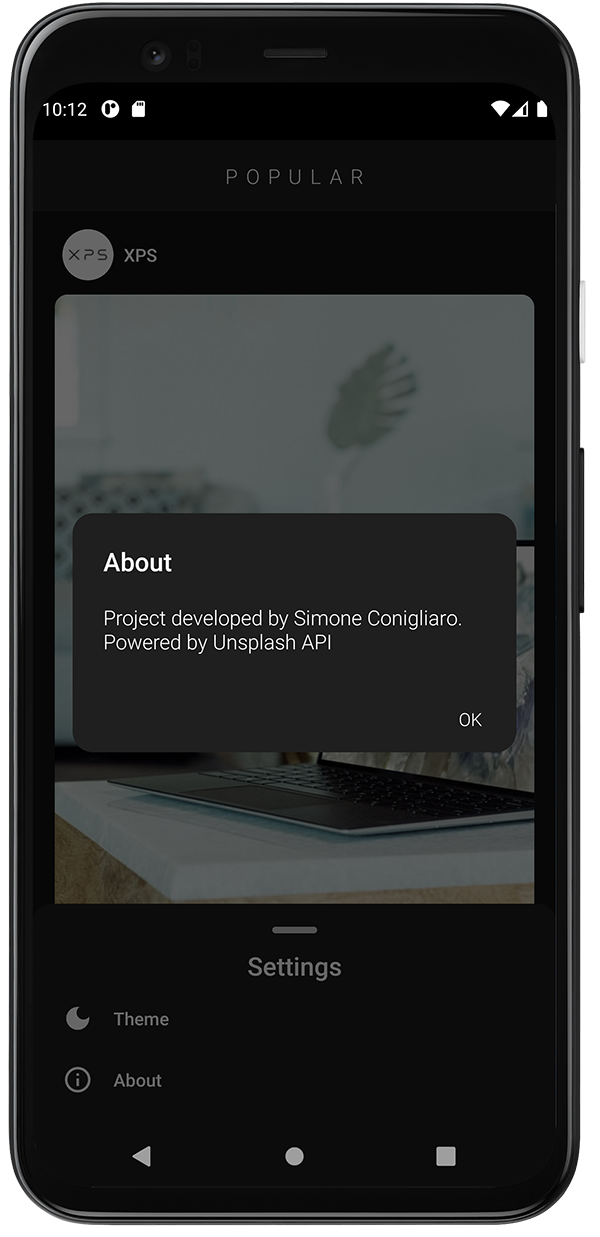 10:12
POPULAR
XPS XPS
About
Project developed by Simone Conigliaro.
Powered by Unsplash API
OK
Settings
Theme
About